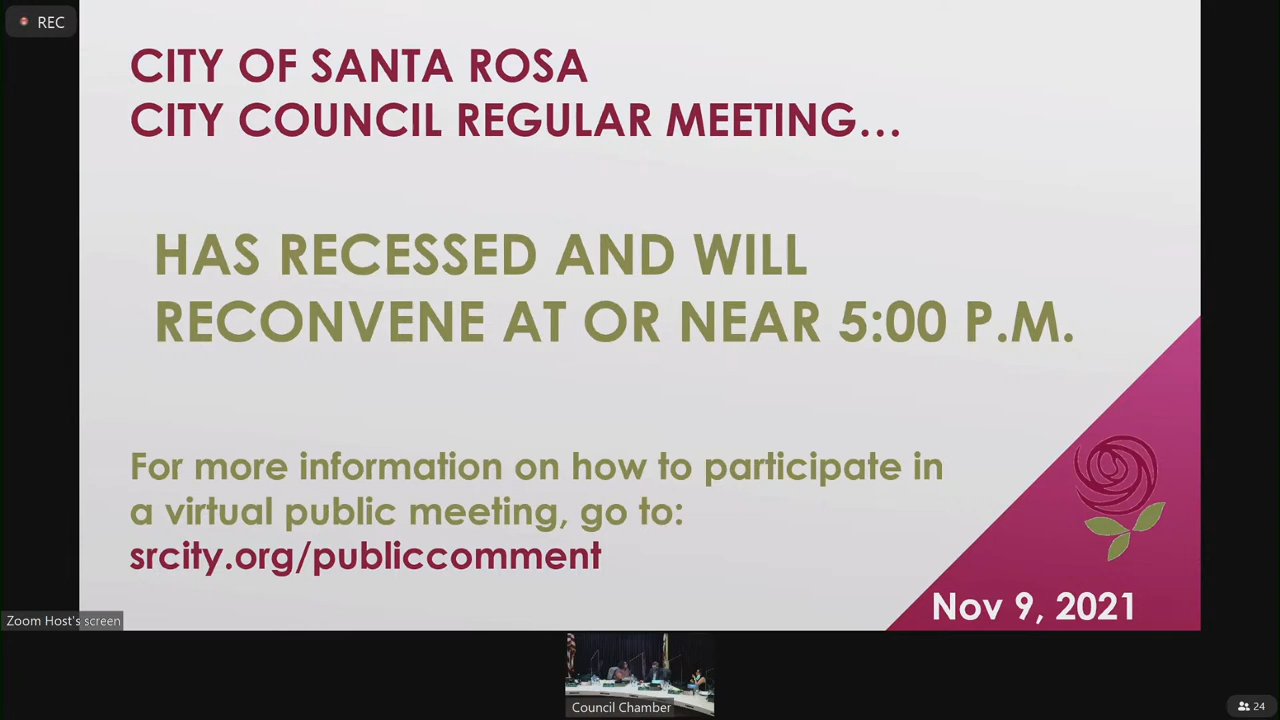 REC
CITY OF SANTA ROSA
CITY COUNCIL REGULAR MEETING...
HAS RECESSED AND WILL
RECONVENE AT OR NEAR 5:00 P.M.
For more information on how to participate in
a virtual public meeting, go to:
srcity.org/publiccomment
Nov 9, 2021
Zoom Host's screen
Council Chamber
24